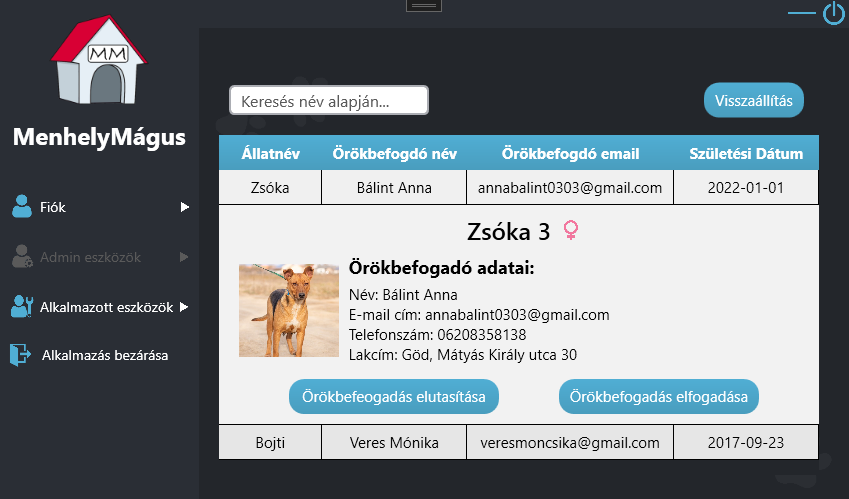 MM
MenhelyMágus
Fiók
Admin eszközök
Alkalmazott eszközök
Alkalmazás bezárása
Keresés név alapján...
Visszaállítás
Állatnév Örökbefogdó név Örökbefogdó email Születési Dátum
Zsóka Bálint Anna annabalint0303@gmail.com 2022-01-01
Zsóka 3
Örökbefogadó adatai:
Név: Bálint Anna
E-mail cím: annabalint0303@gmail.com
Telefonszám: 06208358138
Lakcím: Göd, Mátyás Király utca 30
Örökbefeogadás elutasítása Örökbefogadás elfogadása
Bojti Veres Mónika veresmoncsika@gmail.com 2017-09-23